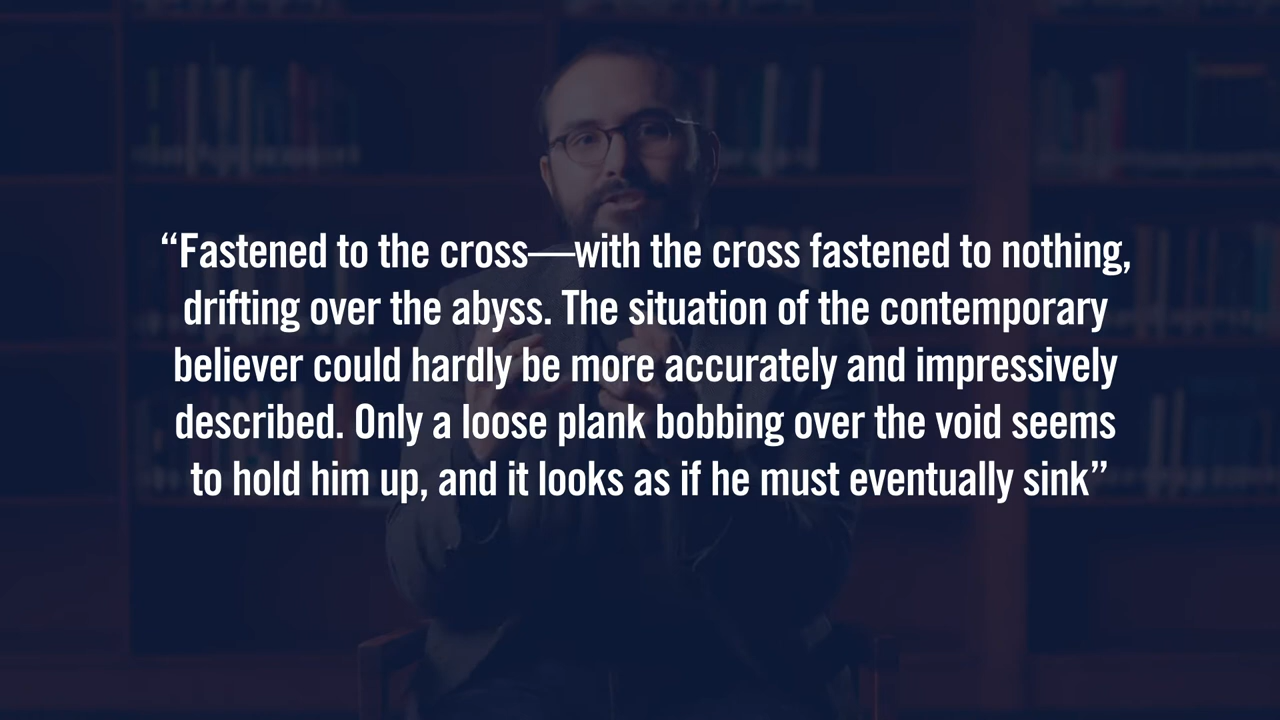 “Fastened to the cross—with the cross fastened to nothing,
drifting over the abyss. The situation of the contemporary
believer could hardly be more accurately and impressively
described. Only a loose plank bobbing over the void seems
to hold him up, and it looks as if he must eventually sink”